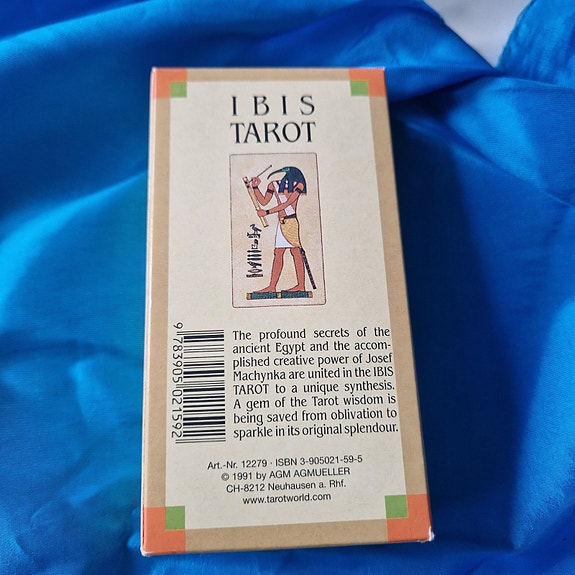 IBIS
TAROT
The profound secrets of the
ancient Egypt and the accom-
plished creative power of Josef
Machynka are united in the IBIS
TAROT to a unique synthesis.
A gem of the Tarot wisdom is
being saved from oblivation to
sparkle in its original splendour.
9 783905 021592
Art.-Nr. 12279 · ISBN 3-905021-59-5
© 1991 by AGM AGMUELLER
CH-8212 Neuhausen a. Rhf.
www.tarotworld.com